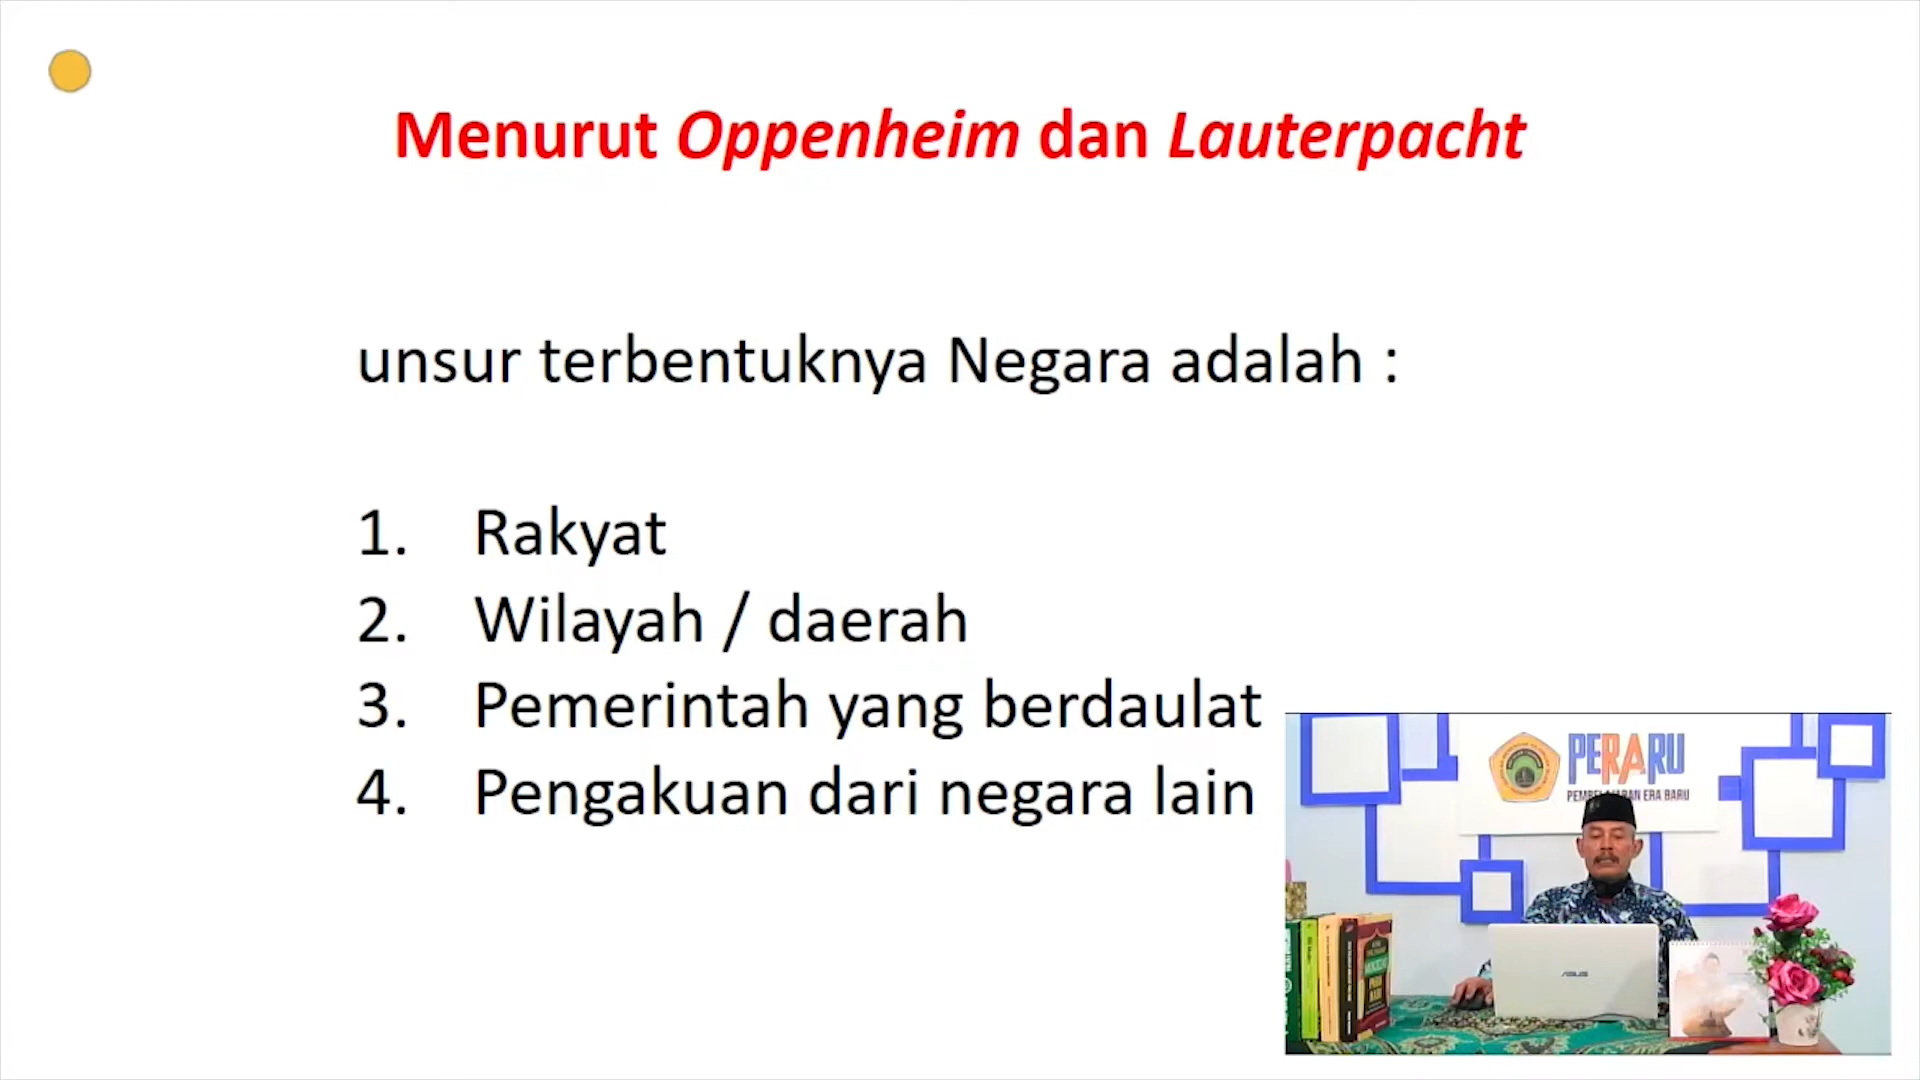 Menurut Oppenheim dan Lauterpacht
unsur terbentuknya Negara adalah :
1. Rakyat
2. Wilayah / daerah
3. Pemerintah yang berdaulat
4. Pengakuan dari negara lain
PERARU
ASUS